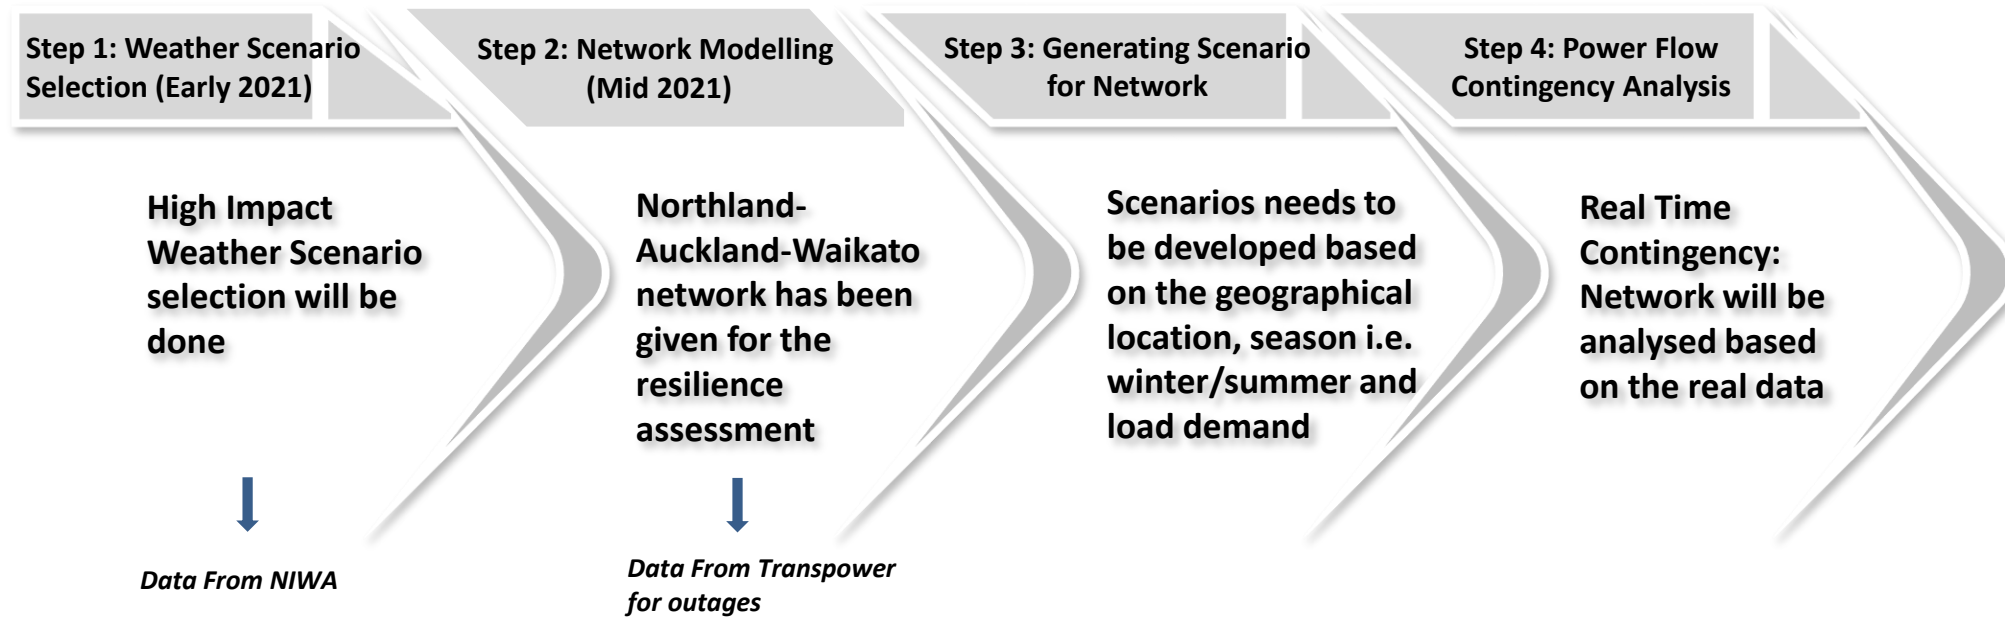 Step 1: Weather Scenario
Selection (Early 2021)
High Impact
Weather Scenario
selection will be
done
Data From NIWA
Step 2: Network Modelling
(Mid 2021)
Northland-
Auckland-Waikato
network has been
given for the
resilience
assessment
Data From Transpower
for outages
Step 3: Generating Scenario
for Network
Scenarios needs to
be developed based
on the geographical
location, season i.e.
winter/summer and
load demand
Step 4: Power Flow
Contingency Analysis
Real Time
Contingency:
Network will be
analysed based
on the real data